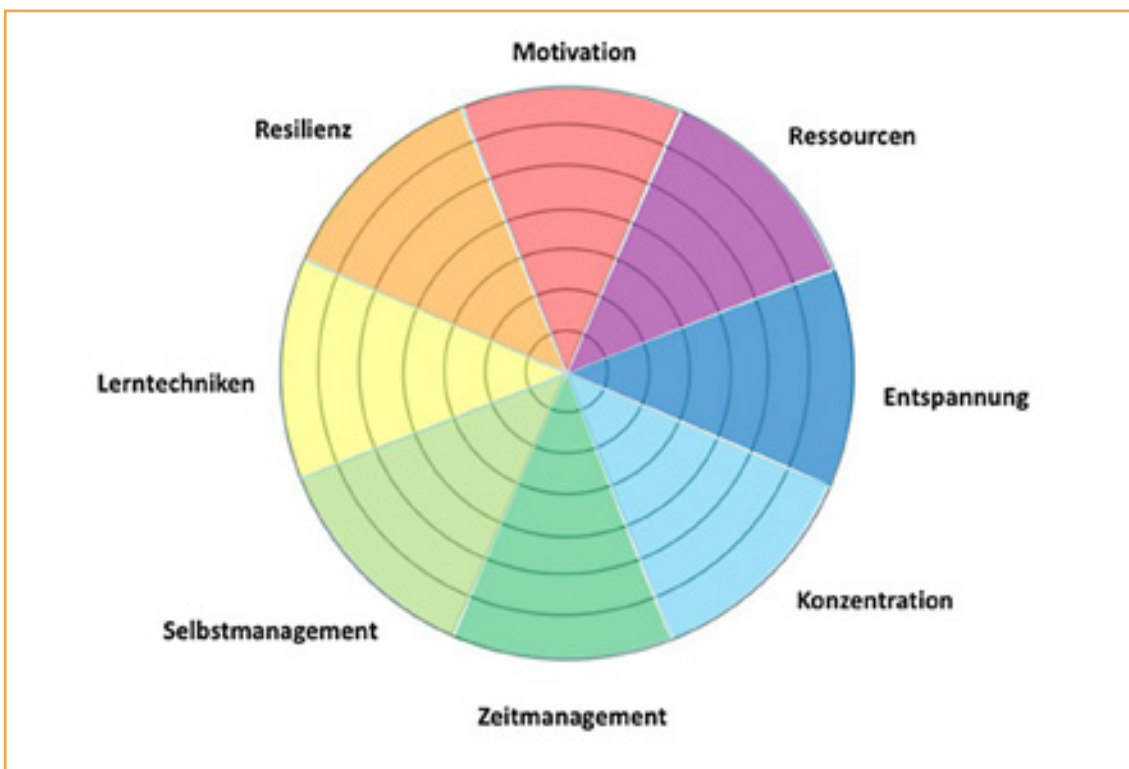 Motivation
Ressourcen
Entspannung
Konzentration
Zeitmanagement
Selbstmanagement
Lerntechniken
Resilienz